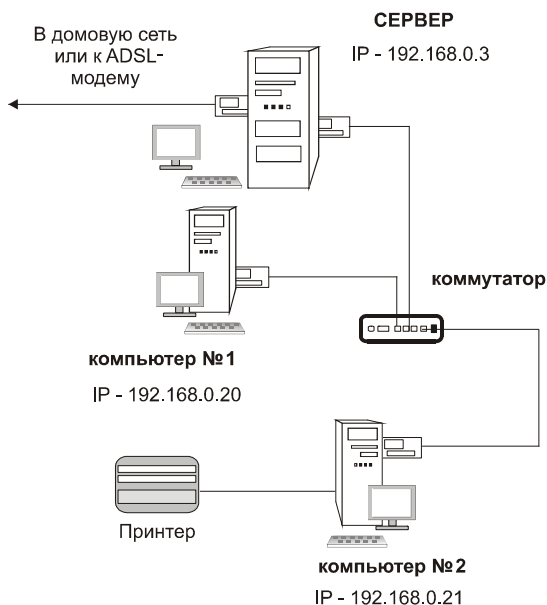 В домовую сеть
или к ADSL-
модему
СЕРВЕР
IP - 192.168.0.3
коммутатор
компьютер №1
IP - 192.168.0.20
Принтер
компьютер №2
IP - 192.168.0.21